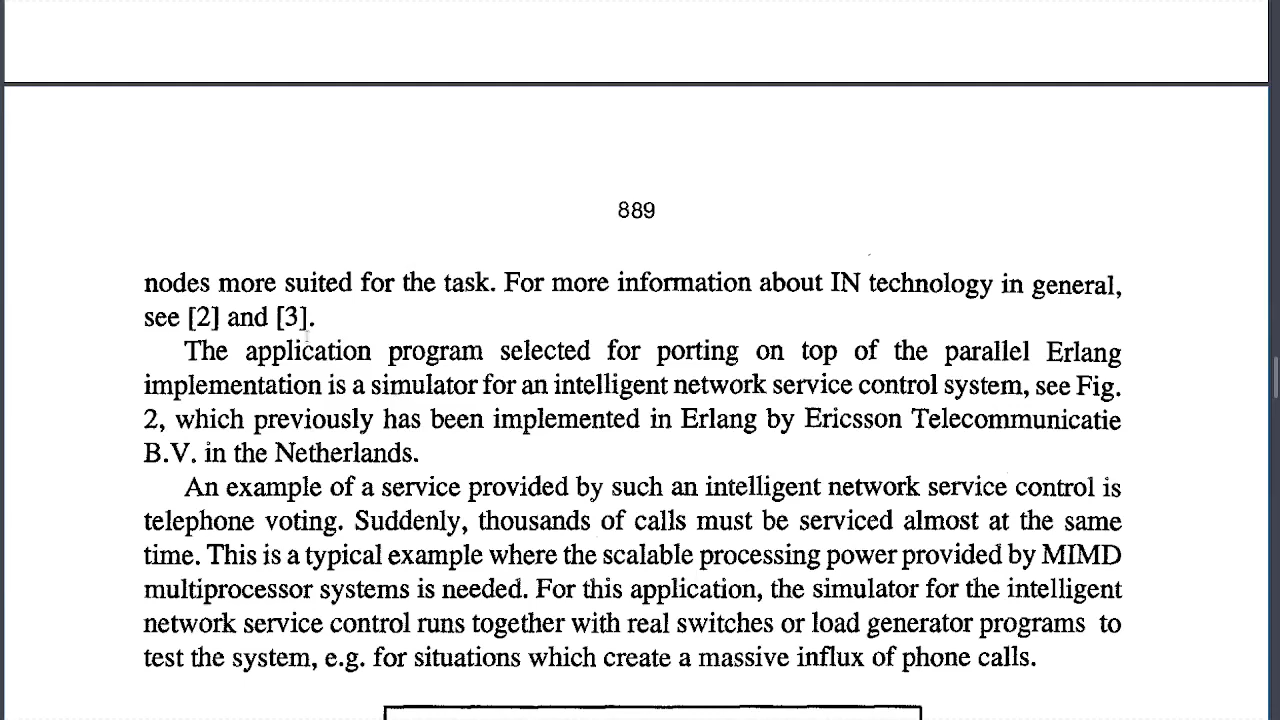 889
nodes more suited for the task. For more information about IN technology in general,
see [2] and [3].
The application program selected for porting on top of the parallel Erlang
implementation is a simulator for an intelligent network service control system, see Fig.
2, which previously has been implemented in Erlang by Ericsson Telecommunicatie
B.V. in the Netherlands.
An example of a service provided by such an intelligent network service control is
telephone voting. Suddenly, thousands of calls must be serviced almost at the same
time. This is a typical example where the scalable processing power provided by MIMD
multiprocessor systems is needed. For this application, the simulator for the intelligent
network service control runs together with real switches or load generator programs to
test the system, e.g. for situations which create a massive influx of phone calls.